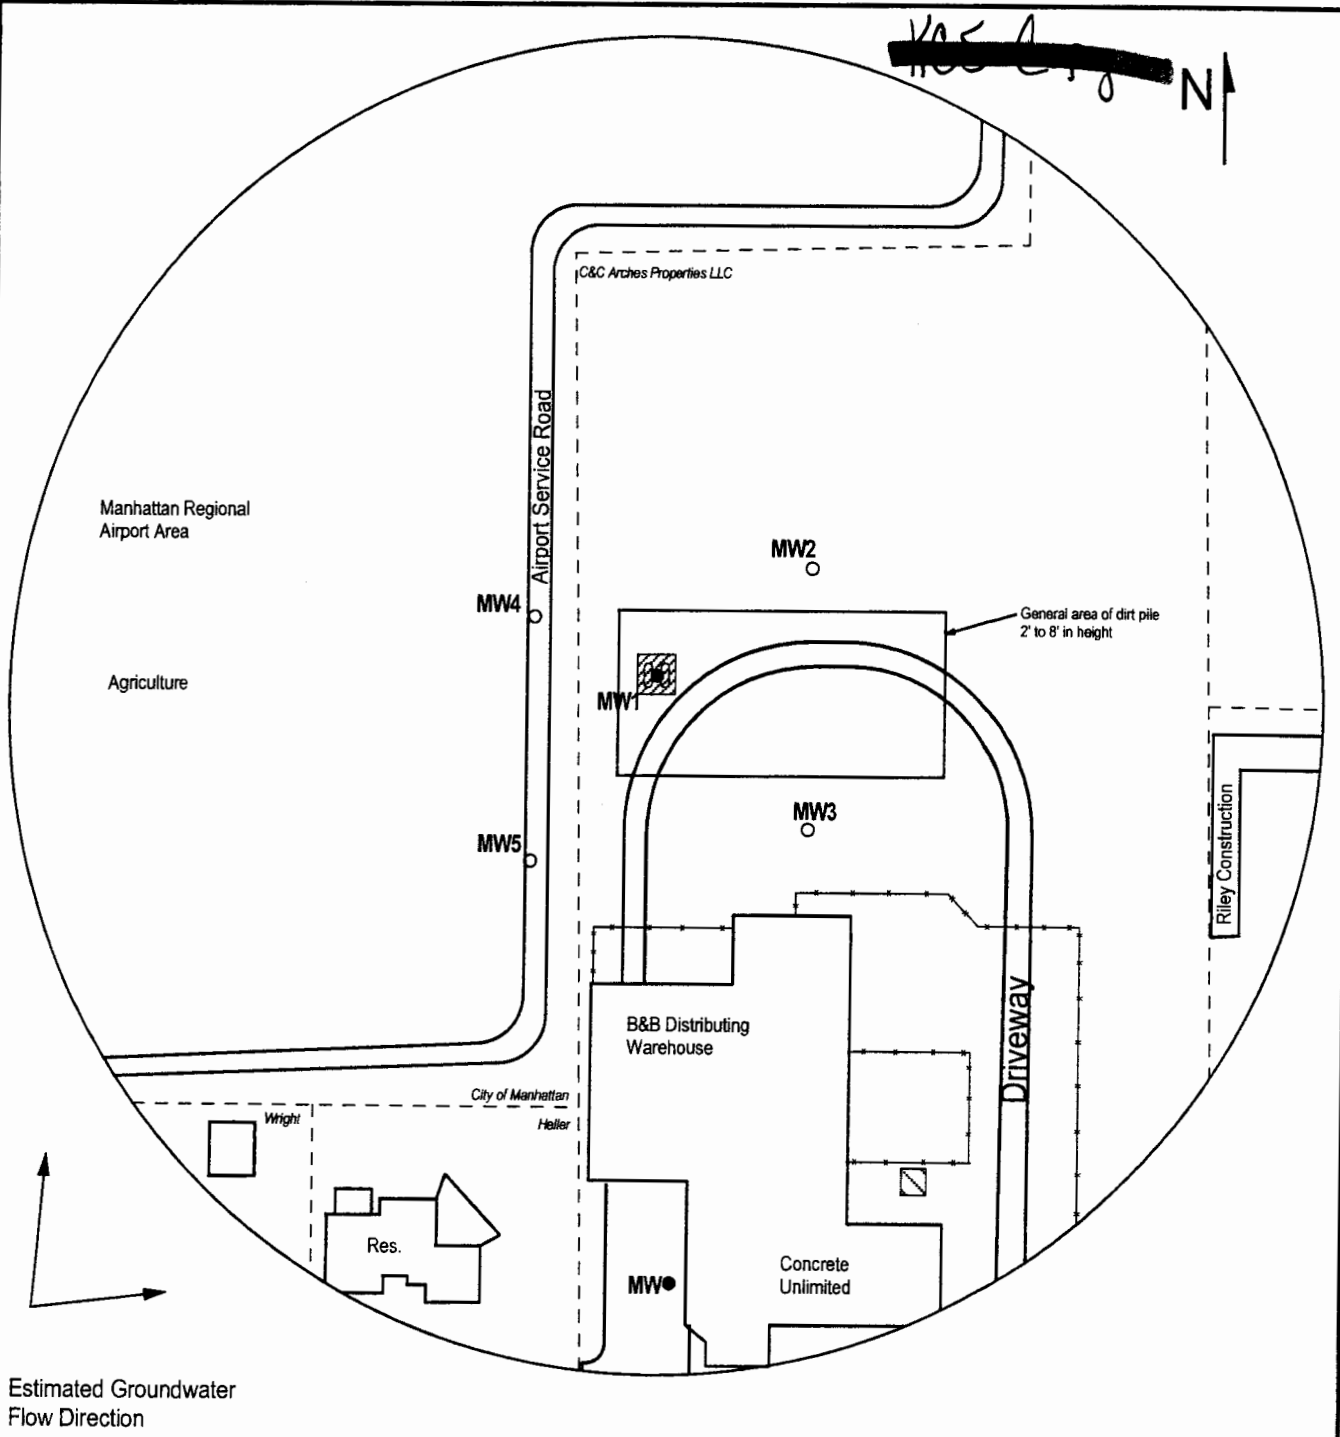 N
C&C Arches Properties LLC
Airport Service Road
Manhattan Regional
Airport Area
MW2
MW4
General area of dirt pile
2' to 8' in height
Agriculture
MW1
MW3
MW5
Riley Construction
B&B Distributing
Warehouse
Driveway
City of Manhattan
Wright
Heller
Res.
Concrete
Unlimited
MW
Estimated Groundwater
Flow Direction